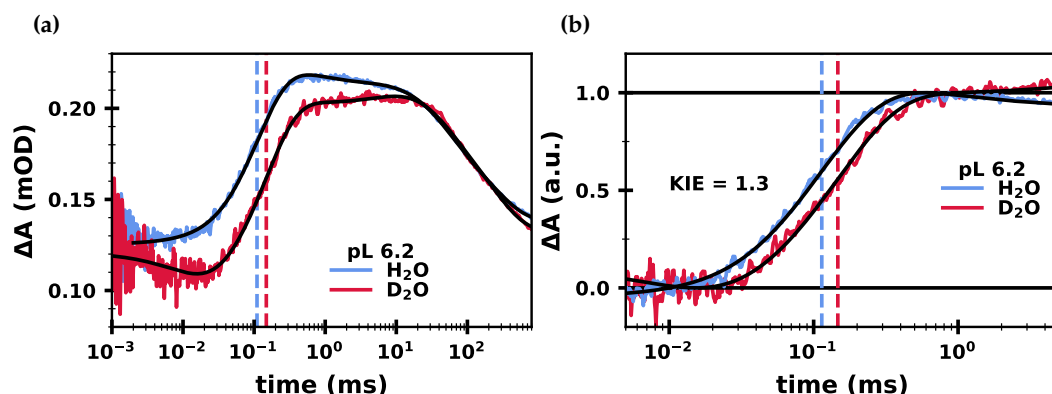 (a)
ΔA (mOD)
0.20
0.15
0.10
pL 6.2
H₂O
D₂O
10⁻³ 10⁻² 10⁻¹ 10⁰ 10¹ 10²
time (ms)
(b)
ΔA (a.u.)
1.0
0.5
0.0
KIE = 1.3
pL 6.2
H₂O
D₂O
10⁻² 10⁻¹ 10⁰
time (ms)